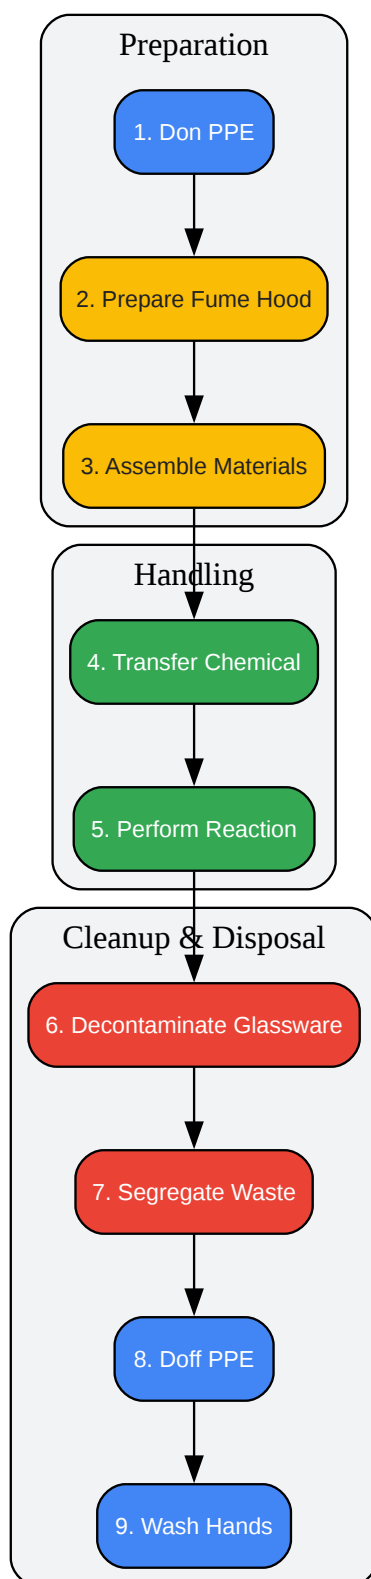 Preparation
1. Don PPE
2. Prepare Fume Hood
3. Assemble Materials
Handling
4. Transfer Chemical
5. Perform Reaction
Cleanup & Disposal
6. Decontaminate Glassware
7. Segregate Waste
8. Doff PPE
9. Wash Hands